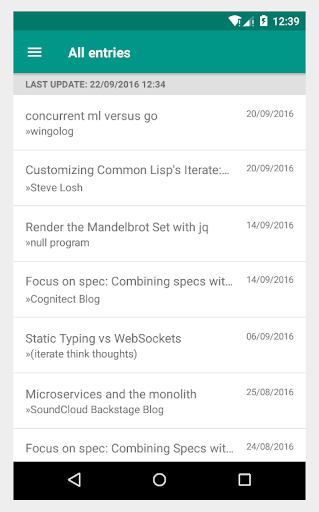 12:39
All entries
LAST UPDATE: 22/09/2016 12:34
concurrent ml versus go 20/09/2016
»wingolog
Customizing Common Lisp's Iterate:... 20/09/2016
»Steve Losh
Render the Mandelbrot Set with jq 14/09/2016
»null program
Focus on spec: Combining specs wit... 14/09/2016
»Cognitect Blog
Static Typing vs WebSockets 06/09/2016
»(iterate think thoughts)
Microservices and the monolith 25/08/2016
»SoundCloud Backstage Blog
Focus on spec: Combining Specs wit... 24/08/2016